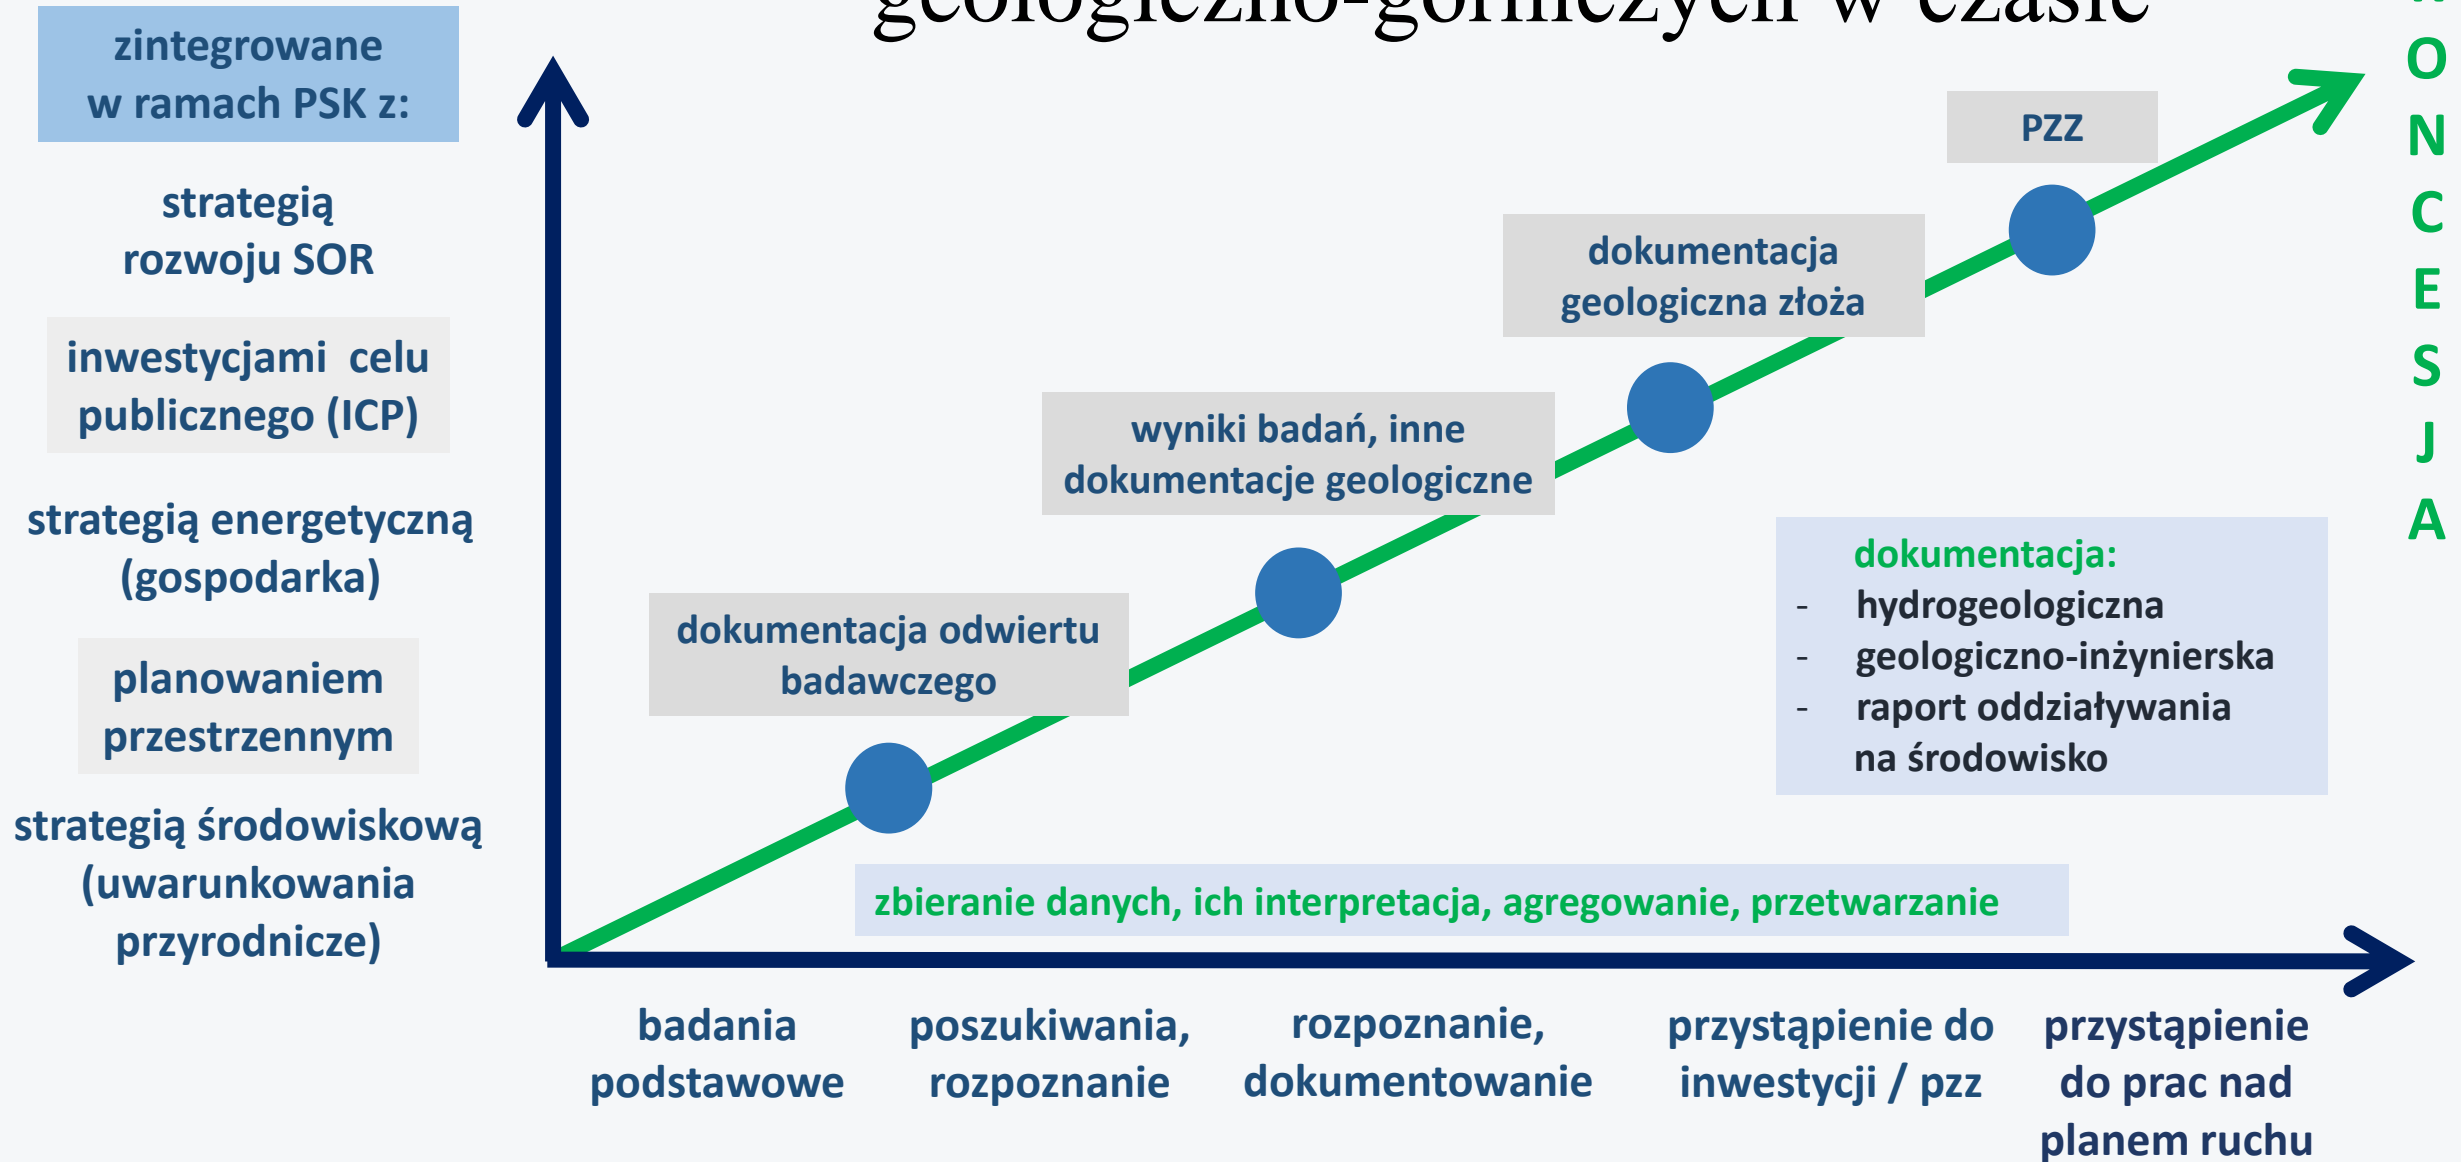 geologiczno-górniczych w czasie
zintegrowane
w ramach PSK z:
strategią
rozwoju SOR
inwestycjami celu
publicznego (ICP)
strategią energetyczną
(gospodarka)
planowaniem
przestrzennym
strategią środowiskową
(uwarunkowania
przyrodnicze)
PZZ
dokumentacja
geologiczna złoża
wyniki badań, inne
dokumentacje geologiczne
dokumentacja odwiertu
badawczego
dokumentacja:
- hydrogeologiczna
- geologiczno-inżynierska
- raport oddziaływania
na środowisko
zbieranie danych, ich interpretacja, agregowanie, przetwarzanie
badania
podstawowe
poszukiwania,
rozpoznanie
rozpoznanie,
dokumentowanie
przystąpienie do
inwestycji / pzz
przystąpienie
do prac nad
planem ruchu
K
O
N
C
E
S
J
A